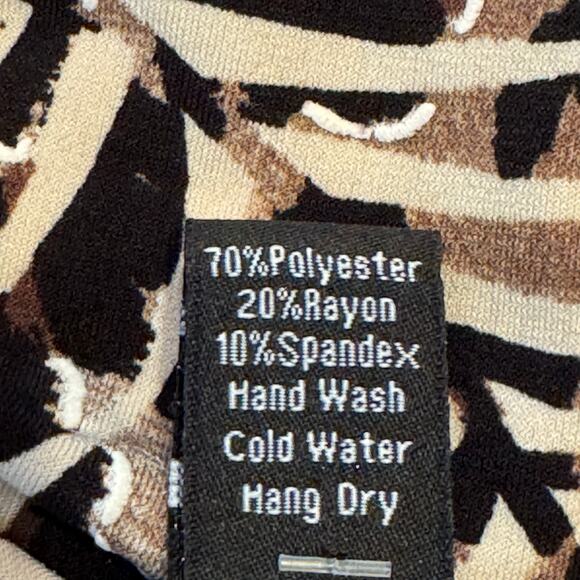 70%Polyester
20%Rayon
10%Spandex
Hand Wash
Cold Water
Hang Dry